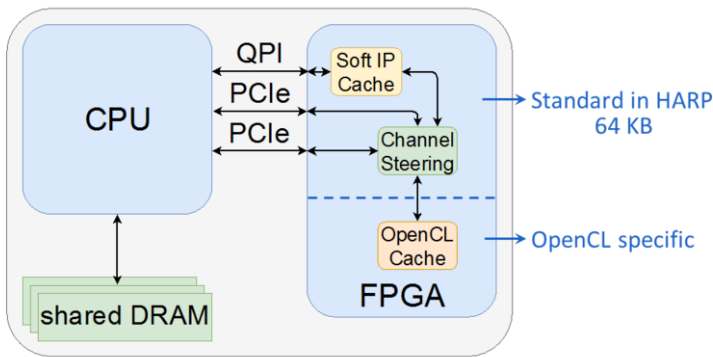 CPU
QPI
PCIe
PCIe
Soft IP
Cache
Channel
Steering
OpenCL
Cache
FPGA
shared DRAM
Standard in HARP
64 KB
OpenCL specific